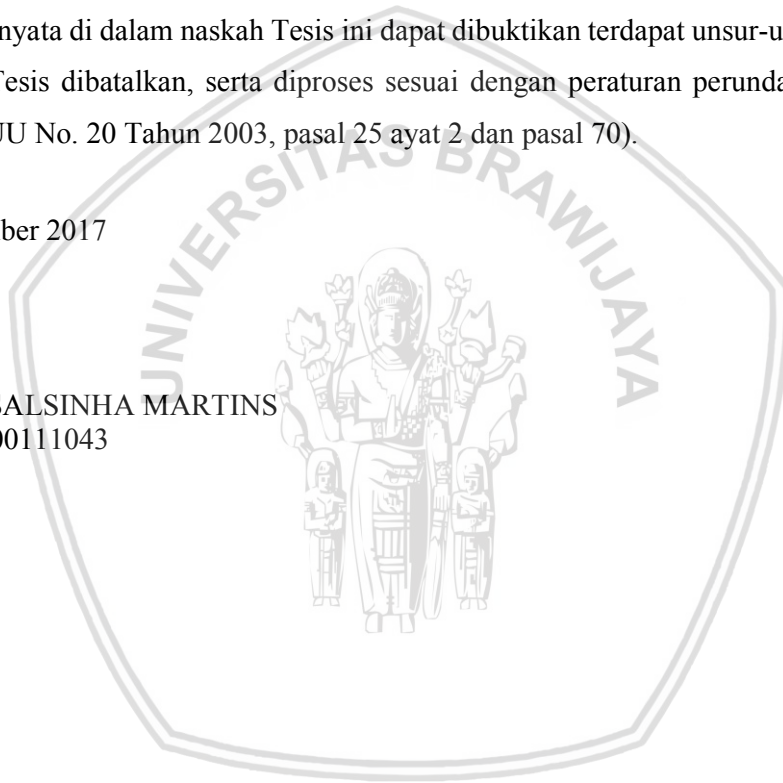 nyata di dalam naskah Tesis ini dapat dibuktikan terdapat unsur-u
Tesis dibatalkan, serta diproses sesuai dengan peraturan perunda
UU No. 20 Tahun 2003, pasal 25 ayat 2 dan pasal 70).
UNIVERSITAS BRAWIJAYA
ber 2017
SALSINHA MARTINS
00111043